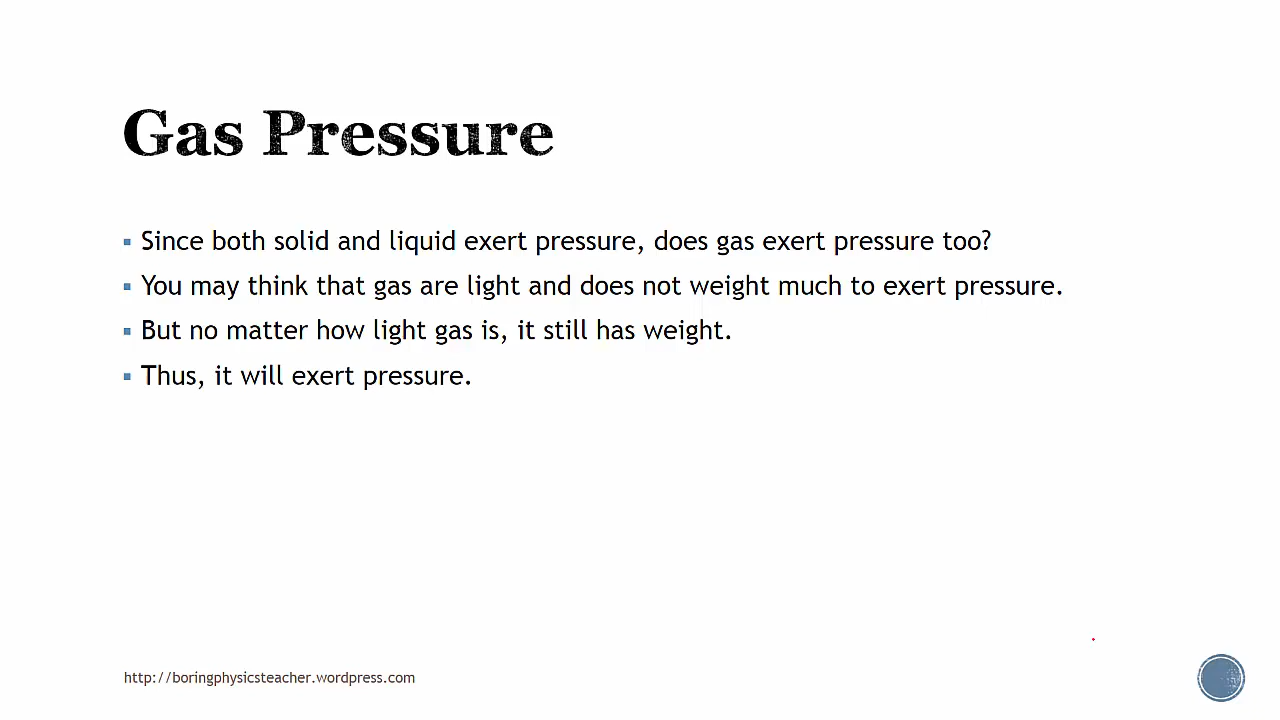 Gas Pressure
Since both solid and liquid exert pressure, does gas exert pressure too?
You may think that gas are light and does not weight much to exert pressure.
But no matter how light gas is, it still has weight.
Thus, it will exert pressure.
http://boringphysicsteacher.wordpress.com